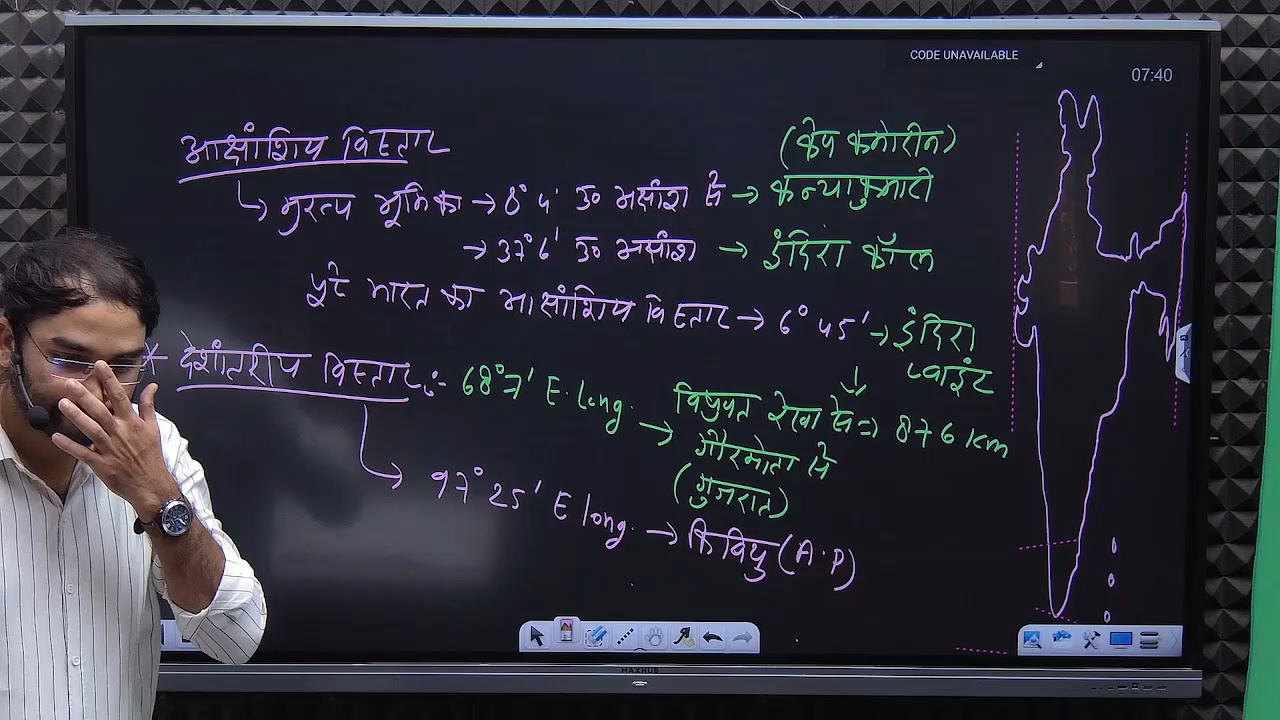 CODE UNAVAILABLE
07:40
आक्षांशिय विस्तार
(केप कमोरीन)
↳ मुख्य भूमि का → 8° 4' उ० अक्षांश से → कन्याकुमारी
→ 37° 6' उ० अक्षांश → इंदिरा कॉल
पूरे भारत का आक्षांशिय विस्तार → 6° 45' → इंदिरा
प्वाइंट
* देशांतरीय विस्तार :- 68° 7' E. long.
विषुवत रेखा से ⇒ 876 km
→ गौरमोता से
(गुजरात)
↳ 97° 25' E long. → किबिथु (A.P)
MAXHUB